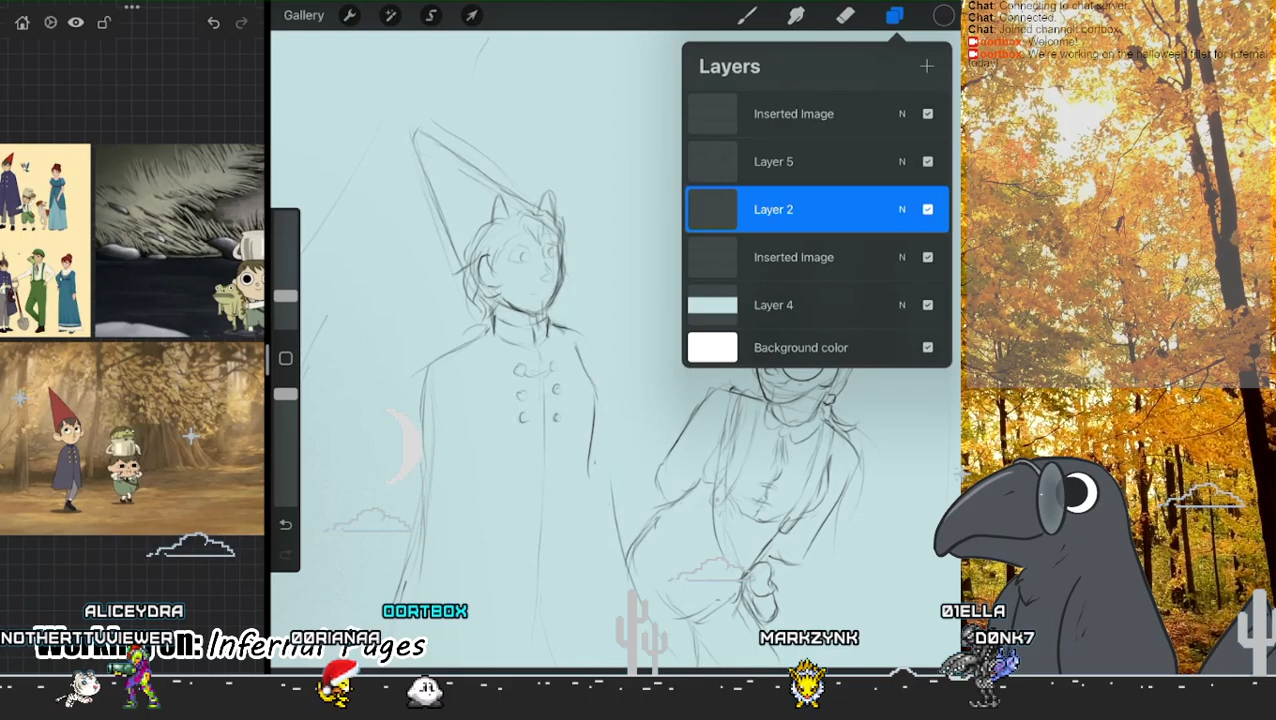 Gallery
Layers
Inserted Image N
Layer 5 N
Layer 2 N
Inserted Image N
Layer 4 N
Background color
Chat: Connecting to chat server.
Chat: Connected.
Chat: Joined channel: oortbox.
oortbox: Welcome!
oortbox: We're working on the halloween filler for Infernal today!
ALICEYDRA
OORTBOX
01ELLA
NOTHERTTVVIEWER
00RIANAA
MARKZYNK
D0NK7
Working on: Infernal Pages